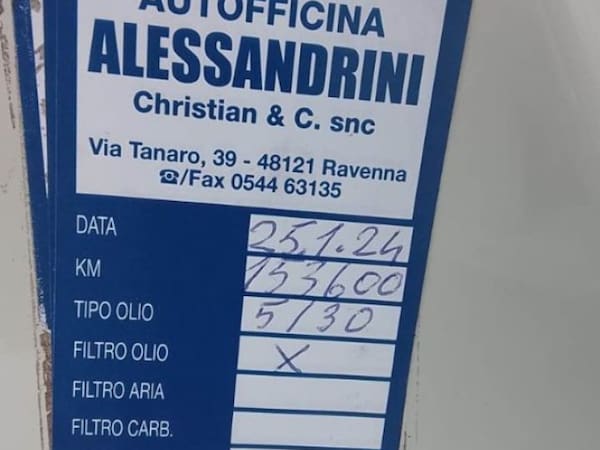 AUTOFFICINA
ALESSANDRINI
Christian & C. snc
Via Tanaro, 39 - 48121 Ravenna
☎/Fax 0544 63135
DATA 25.1.24
KM 153600
TIPO OLIO 5/30
FILTRO OLIO X
FILTRO ARIA
FILTRO CARB.